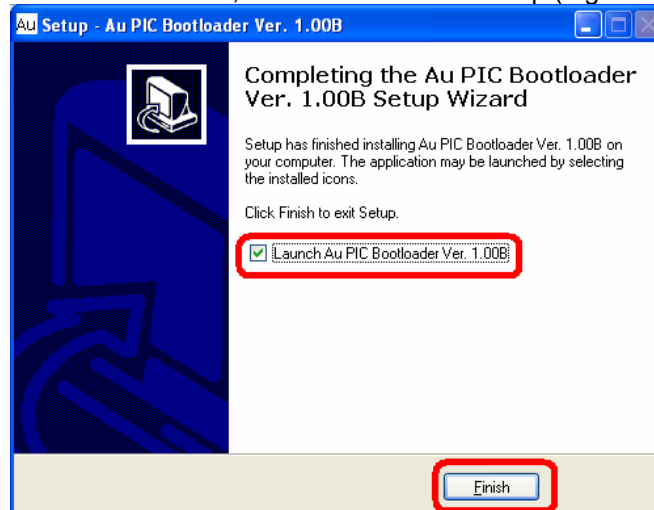 Au Setup - Au PIC Bootloader Ver. 1.00B
Completing the Au PIC Bootloader
Ver. 1.00B Setup Wizard
Setup has finished installing Au PIC Bootloader Ver. 1.00B on
your computer. The application may be launched by selecting
the installed icons.
Click Finish to exit Setup.
Launch Au PIC Bootloader Ver. 1.00B
Finish